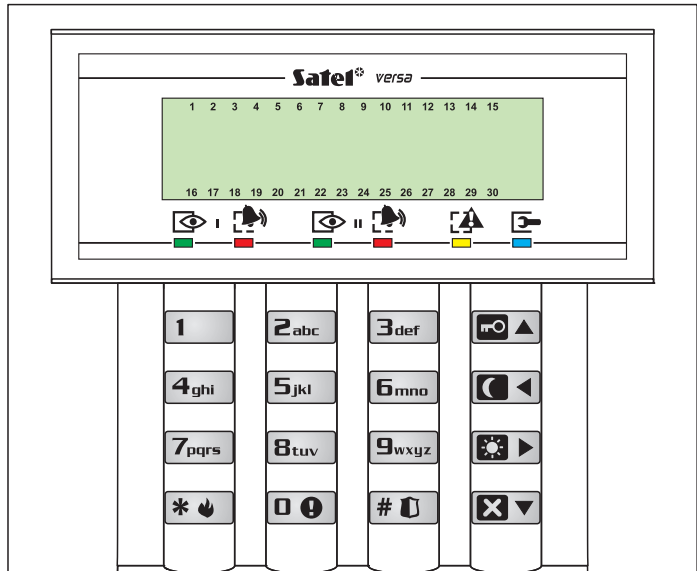 Satel* versa
1 2 3 4 5 6 7 8 9 10 11 12 13 14 15
16 17 18 19 20 21 22 23 24 25 26 27 28 29 30
I II
1 2abc 3def
4ghi 5jkl 6mno
7pqrs 8tuv 9wxyz
* 0 #